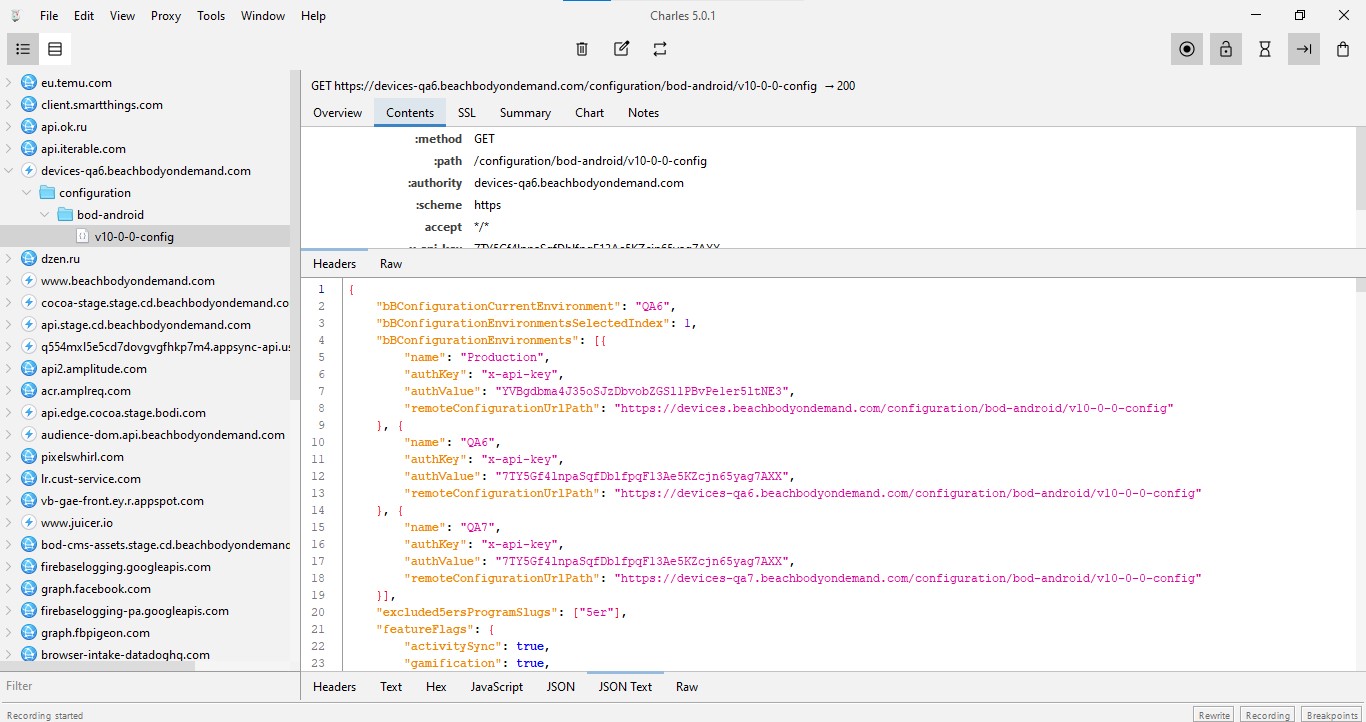 File Edit View Proxy Tools Window Help
Charles 5.0.1
eu.temu.com
client.smartthings.com
api.ok.ru
api.iterable.com
devices-qa6.beachbodyondemand.com
configuration
bod-android
v10-0-0-config
dzen.ru
www.beachbodyondemand.com
cocoa-stage.stage.cd.beachbodyondemand.co
api.stage.cd.beachbodyondemand.com
q554mxl5e5cd7dovgvgfhkp7m4.appsync-api.us
api2.amplitude.com
acr.amplreq.com
api.edge.cocoa.stage.bodi.com
audience-dom.api.beachbodyondemand.com
pixelswhirl.com
lr.cust-service.com
vb-gae-front.ey.r.appspot.com
www.juicer.io
bod-cms-assets.stage.cd.beachbodyondemand
firebaselogging.googleapis.com
graph.facebook.com
firebaselogging-pa.googleapis.com
graph.fbpigeon.com
browser-intake-datadoghq.com
Filter
GET https://devices-qa6.beachbodyondemand.com/configuration/bod-android/v10-0-0-config → 200
Overview Contents SSL Summary Chart Notes
:method GET
:path /configuration/bod-android/v10-0-0-config
:authority devices-qa6.beachbodyondemand.com
:scheme https
accept */*
Headers Raw
1 {
2 "bBConfigurationCurrentEnvironment": "QA6",
3 "bBConfigurationEnvironmentsSelectedIndex": 1,
4 "bBConfigurationEnvironments": [{
5 "name": "Production",
6 "authKey": "x-api-key",
7 "authValue": "YVBgdbma4J35oSJzDbvobZGSllPBvPeler5ltNE3",
8 "remoteConfigurationUrlPath": "https://devices.beachbodyondemand.com/configuration/bod-android/v10-0-0-config"
9 }, {
10 "name": "QA6",
11 "authKey": "x-api-key",
12 "authValue": "7TY5Gf4lnpaSqfDblfpqF13Ae5KZcjn65yag7AXX",
13 "remoteConfigurationUrlPath": "https://devices-qa6.beachbodyondemand.com/configuration/bod-android/v10-0-0-config"
14 }, {
15 "name": "QA7",
16 "authKey": "x-api-key",
17 "authValue": "7TY5Gf4lnpaSqfDblfpqF13Ae5KZcjn65yag7AXX",
18 "remoteConfigurationUrlPath": "https://devices-qa7.beachbodyondemand.com/configuration/bod-android/v10-0-0-config"
19 }],
20 "excluded5ersProgramSlugs": ["5er"],
21 "featureFlags": {
22 "activitySync": true,
23 "gamification": true,
Headers Text Hex JavaScript JSON JSON Text Raw
Recording started
Rewrite Recording Breakpoints